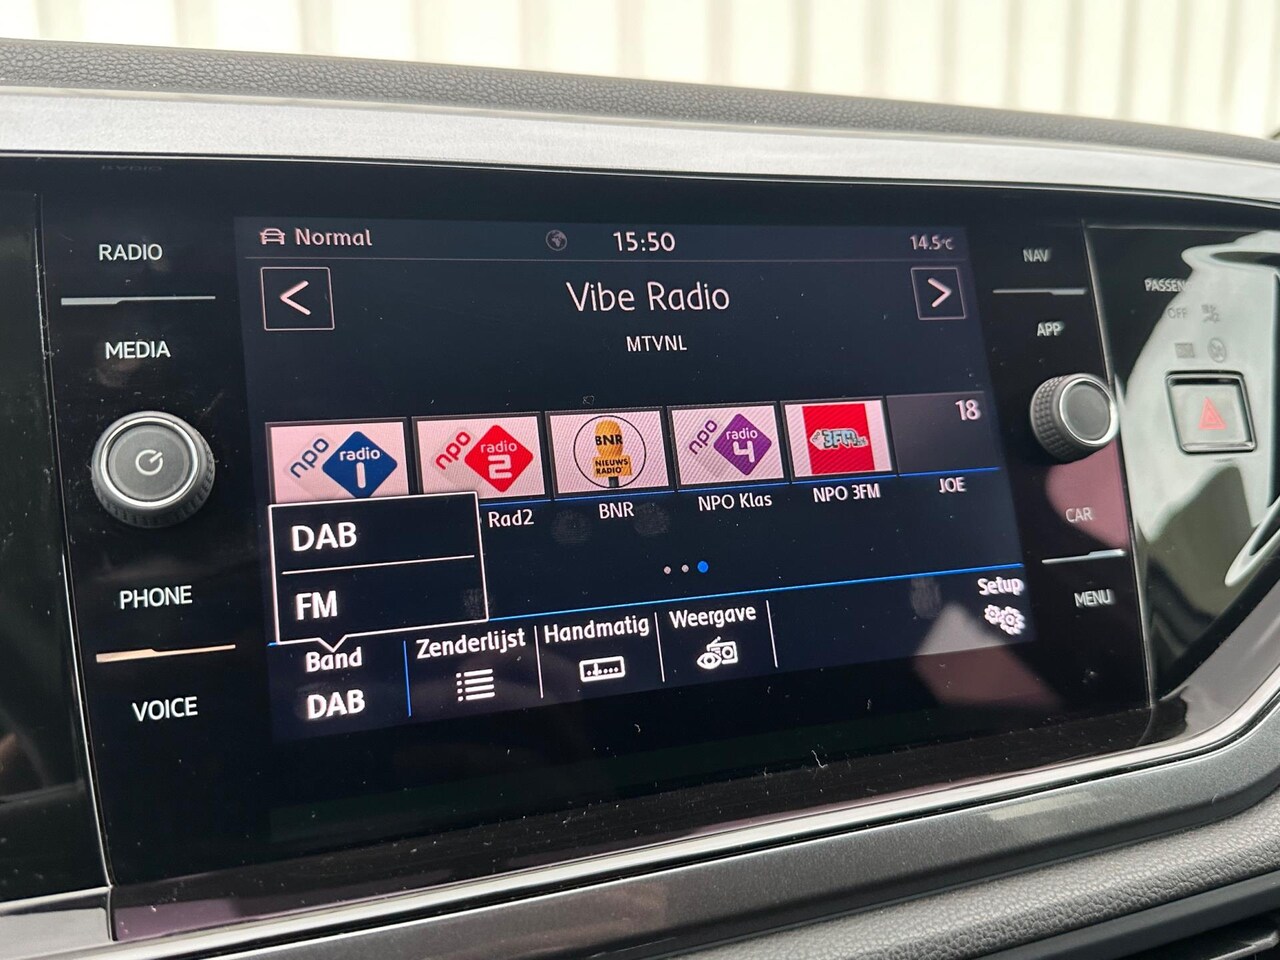 RADIO
MEDIA
PHONE
VOICE
Normal
15:50
14.5°C
Vibe Radio
MTVNL
npo radio 1
npo radio 2
BNR
NIEUWS
RADIO
npo radio 4
3FM
18
Rad2
BNR
NPO Klas
NPO 3FM
JOE
DAB
FM
Band
DAB
Zenderlijst
Handmatig
Weergave
Setup
NAV
APP
CAR
MENU
OFF